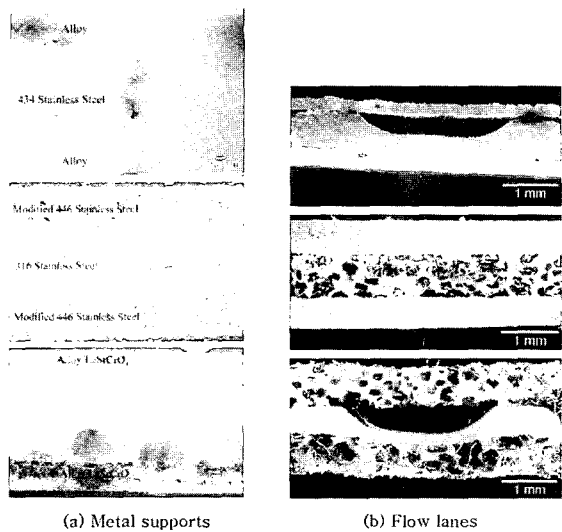 Alloy
434 Stainless Steel
Alloy
Modified 446 Stainless Steel
316 Stainless Steel
Modified 446 Stainless Steel
Alloy
1 mm
1 mm
1 mm
(a) Metal supports
(b) Flow lanes